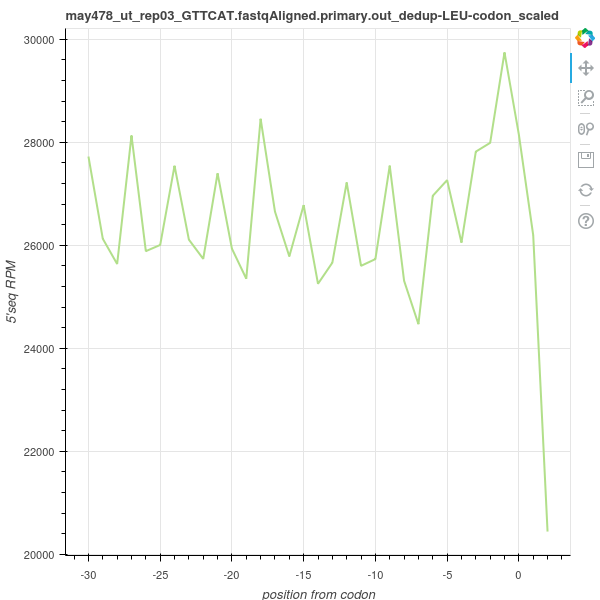 may478_ut_rep03_GTTCAT.fastqAligned.primary.out_dedup-LEU-codon_scaled
30000
28000
26000
24000
22000
20000
5'seq RPM
-30 -25 -20 -15 -10 -5 0
position from codon